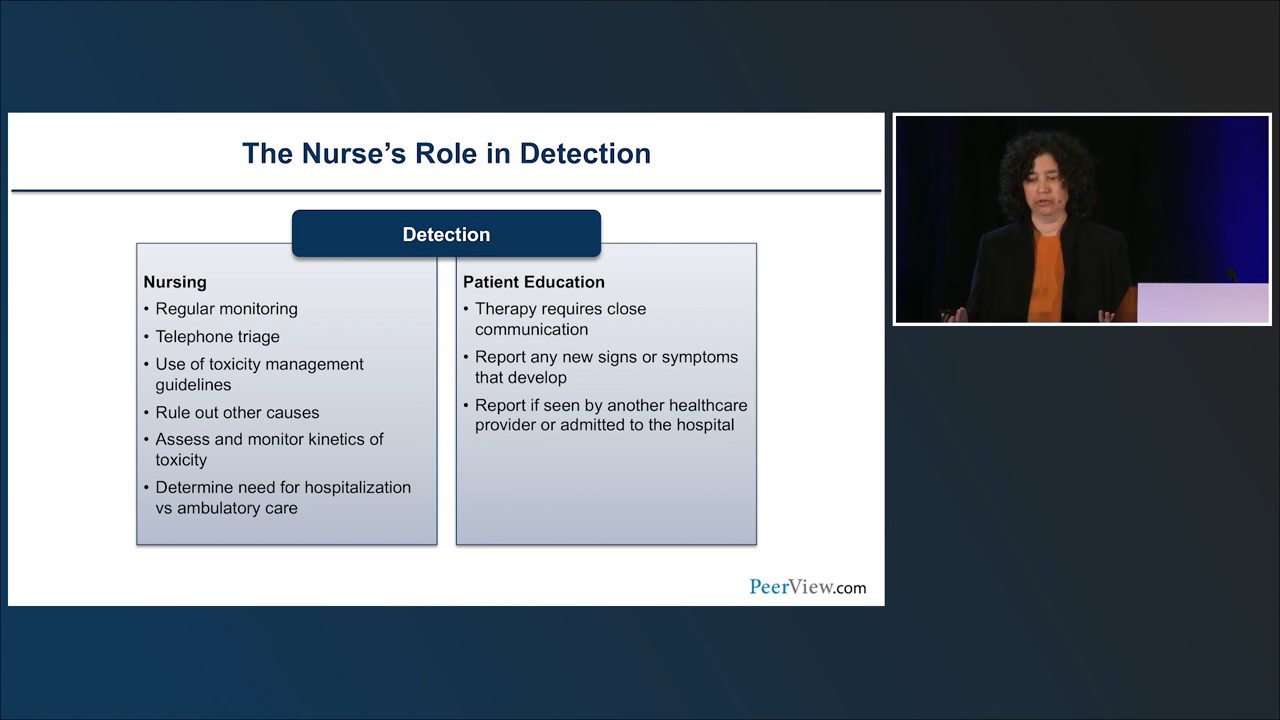 The Nurse’s Role in Detection
Detection
Nursing
• Regular monitoring
• Telephone triage
• Use of toxicity management
guidelines
• Rule out other causes
• Assess and monitor kinetics of
toxicity
• Determine need for hospitalization
vs ambulatory care
Patient Education
• Therapy requires close
communication
• Report any new signs or symptoms
that develop
• Report if seen by another healthcare
provider or admitted to the hospital
PeerView.com